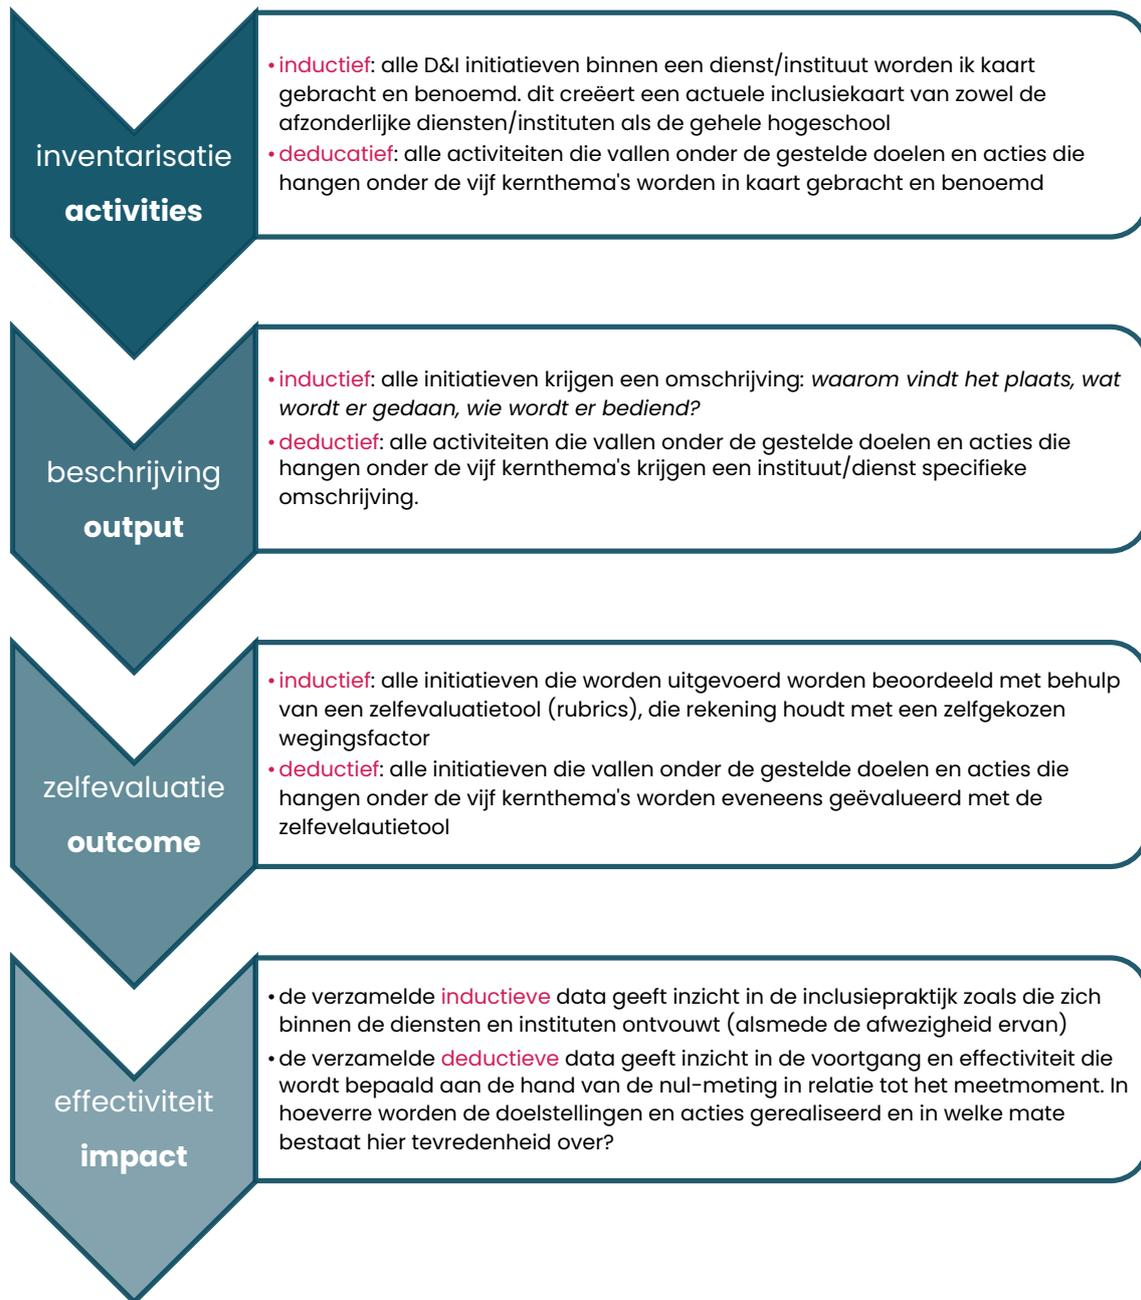 inventarisatie
activities
• inductief: alle D&I initiatieven binnen een dienst/instituut worden ik kaart
gebracht en benoemd. dit creëert een actuele inclusiekaart van zowel de
afzonderlijke diensten/instituten als de gehele hogeschool
• deducatief: alle activiteiten die vallen onder de gestelde doelen en acties die
hangen onder de vijf kernthema's worden in kaart gebracht en benoemd
beschrijving
output
• inductief: alle initiatieven krijgen een omschrijving: waarom vindt het plaats, wat
wordt er gedaan, wie wordt er bediend?
• deductief: alle activiteiten die vallen onder de gestelde doelen en acties die
hangen onder de vijf kernthema's krijgen een instituut/dienst specifieke
omschrijving.
zelfevaluatie
outcome
• inductief: alle initiatieven die worden uitgevoerd worden beoordeeld met behulp
van een zelfevaluatietool (rubrics), die rekening houdt met een zelfgekozen
wegingsfactor
• deductief: alle initiatieven die vallen onder de gestelde doelen en acties die
hangen onder de vijf kernthema's worden eveneens geëvalueerd met de
zelfevelautietool
effectiviteit
impact
• de verzamelde inductieve data geeft inzicht in de inclusiepraktijk zoals die zich
binnen de diensten en instituten ontvouwt (alsmede de afwezigheid ervan)
• de verzamelde deductieve data geeft inzicht in de voortgang en effectiviteit die
wordt bepaald aan de hand van de nul-meting in relatie tot het meetmoment. In
hoeverre worden de doelstellingen en acties gerealiseerd en in welke mate
bestaat hier tevredenheid over?